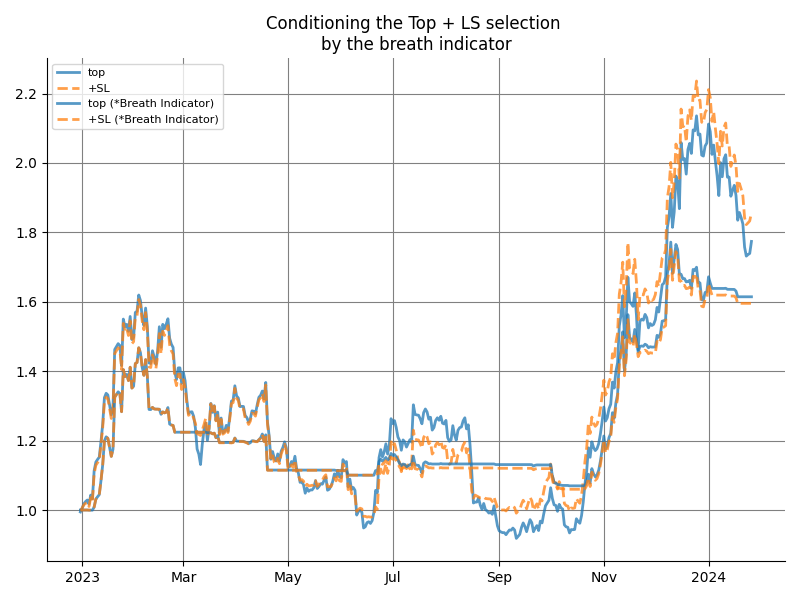 Conditioning the Top + LS selection
by the breath indicator
top
+SL
top (*Breath Indicator)
+SL (*Breath Indicator)
2.2
2.0
1.8
1.6
1.4
1.2
1.0
2023 Mar May Jul Sep Nov 2024